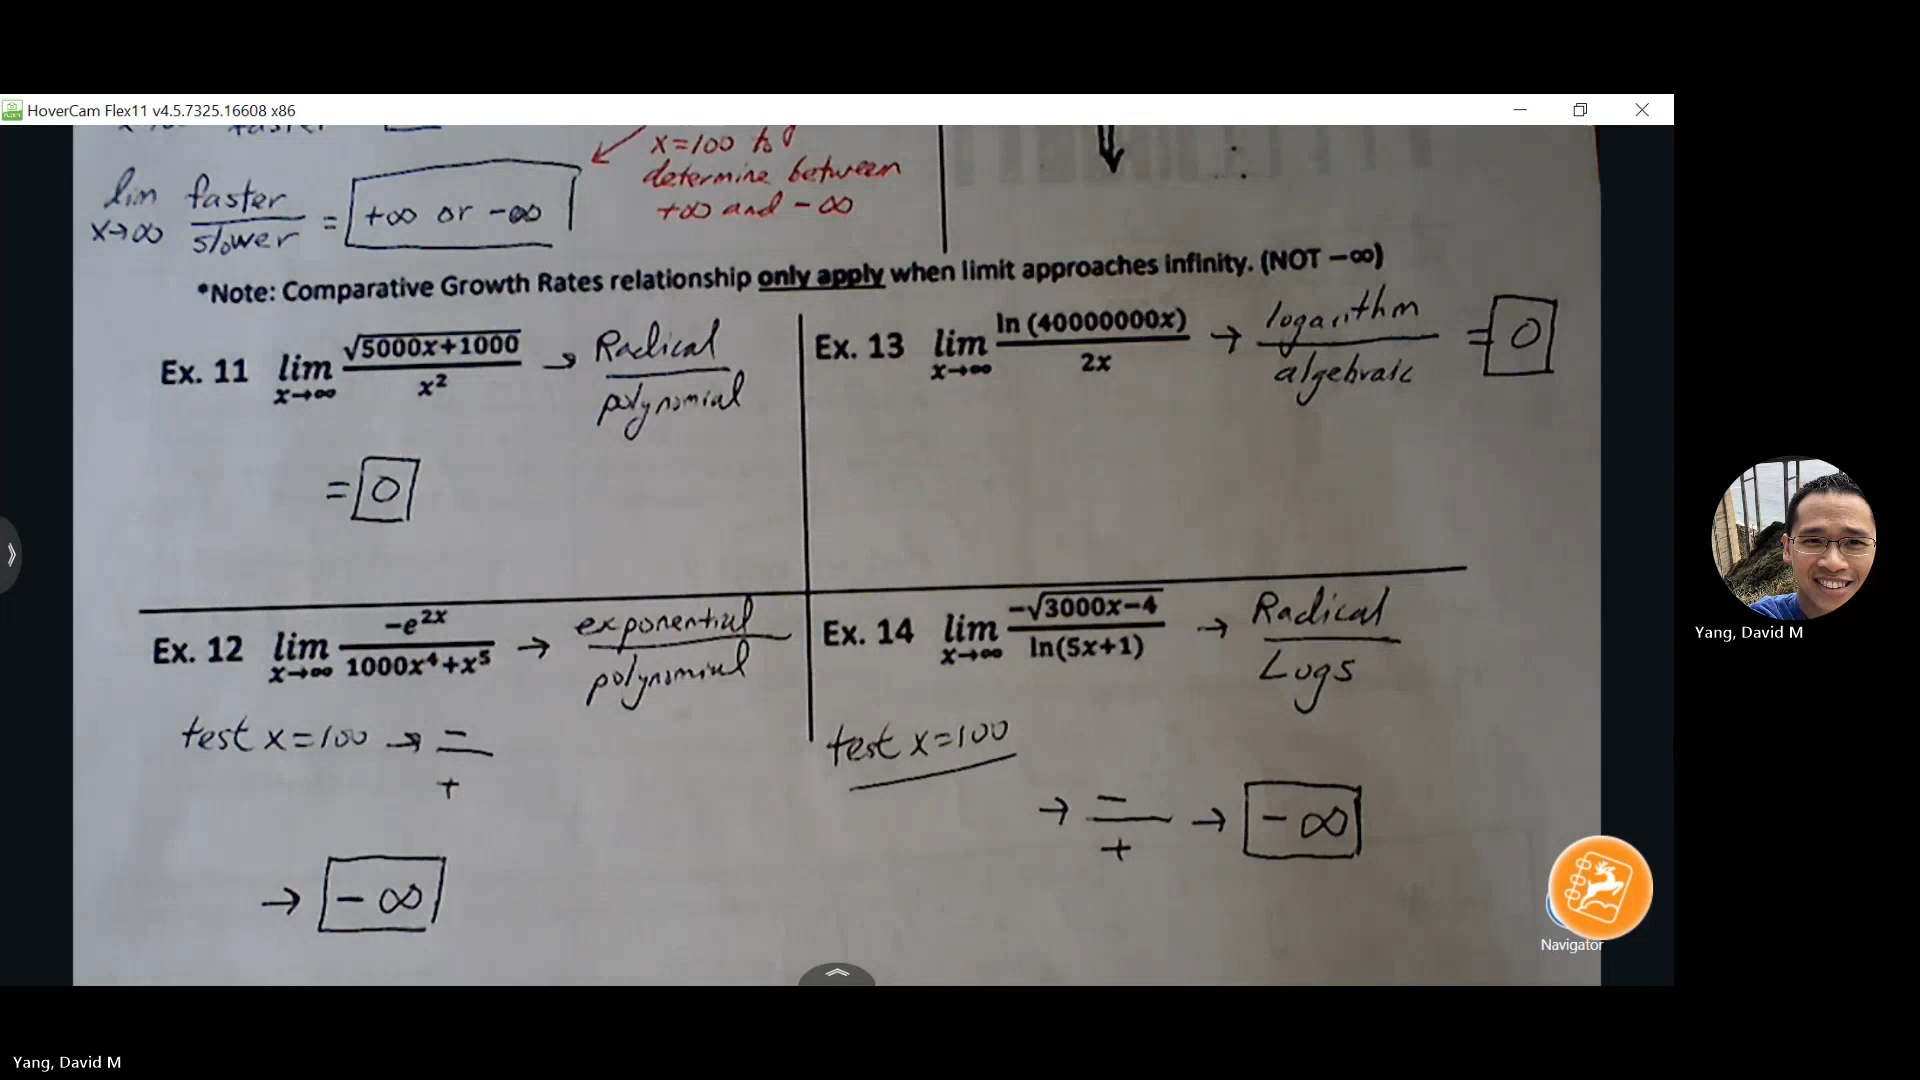 HoverCam Flex11 v4.5.7325.16608 x86
x=100 to
determine between
+∞ and -∞
lim x→∞ faster/slower = +∞ or -∞
*Note: Comparative Growth Rates relationship only apply when limit approaches infinity. (NOT −∞)
Ex. 11 lim x→∞ √5000x+1000 / x² → Radical / polynomial
= 0
Ex. 13 lim x→∞ ln (40000000x) / 2x → logarithm / algebraic = 0
Ex. 12 lim x→∞ -e^2x / 1000x⁴+x⁵ → exponential / polynomial
test x=100 → - / +
→ -∞
Ex. 14 lim x→∞ -√3000x−4 / ln(5x+1) → Radical / Logs
test x=100
→ - / + → -∞
Navigator
Yang, David M
Yang, David M